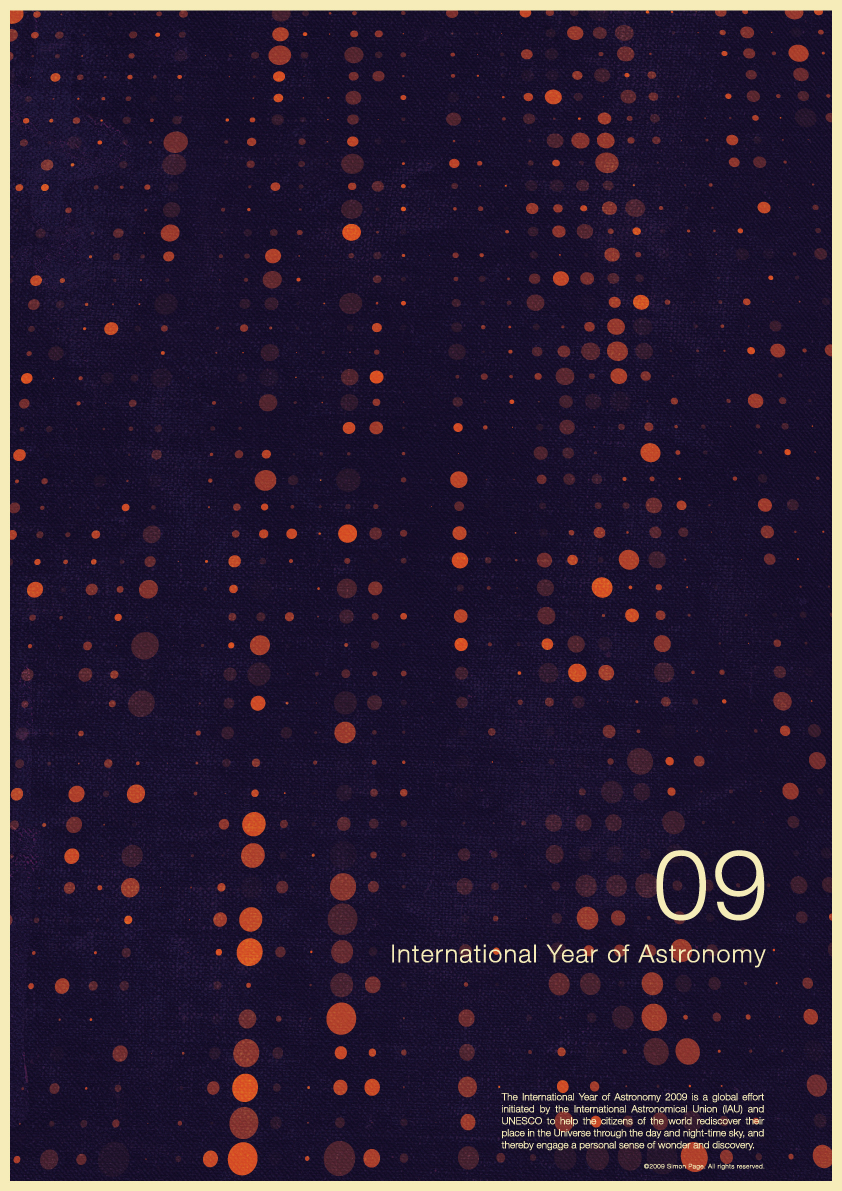 09
International Year of Astronomy
The International Year of Astronomy 2009 is a global effort
initiated by the International Astronomical Union (IAU) and
UNESCO to help the citizens of the world rediscover their
place in the Universe through the day and night-time sky, and
thereby engage a personal sense of wonder and discovery.
©2009 Simon Page. All rights reserved.